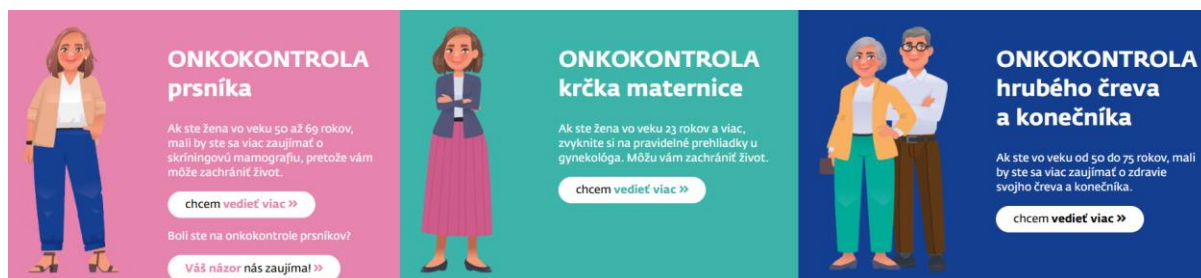 ONKOKONTROLA
prsníka
Ak ste žena vo veku 50 až 69 rokov,
mali by ste sa viac zaujímať o
skríningovú mamografiu, pretože vám
môže zachrániť život.
chcem vedieť viac »
Boli ste na onkokontrole prsníkov?
Váš názor nás zaujíma! »
ONKOKONTROLA
krčka maternice
Ak ste žena vo veku 23 rokov a viac,
zvyknite si na pravidelné prehliadky u
gynekológa. Môžu vám zachrániť život.
chcem vedieť viac »
ONKOKONTROLA
hrubého čreva
a konečníka
Ak ste vo veku od 50 do 75 rokov, mali
by ste sa viac zaujímať o zdravie
svojho čreva a konečníka.
chcem vedieť viac »